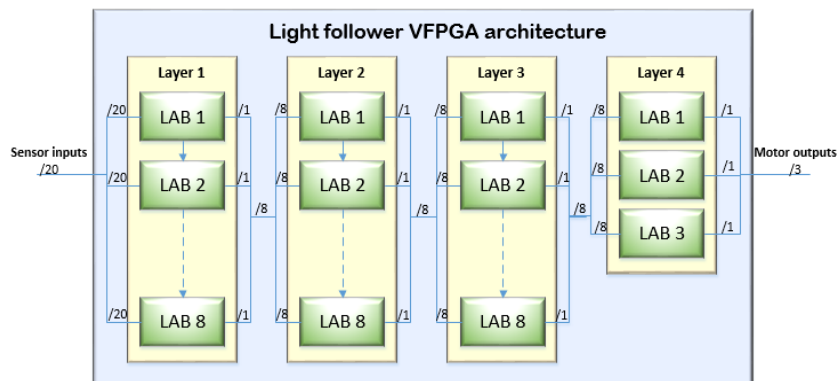 Light follower VFPGA architecture
Layer 1 Layer 2 Layer 3 Layer 4
/20 LAB 1 /1 /8 LAB 1 /1 /8 LAB 1 /1 /8 LAB 1 /1
Sensor inputs Motor outputs
/20 /20 LAB 2 /1 /8 LAB 2 /1 /8 LAB 2 /1 /8 LAB 2 /1 /3
/8 /8 /8 LAB 3 /1
/20 LAB 8 /1 /8 LAB 8 /1 /8 LAB 8 /1